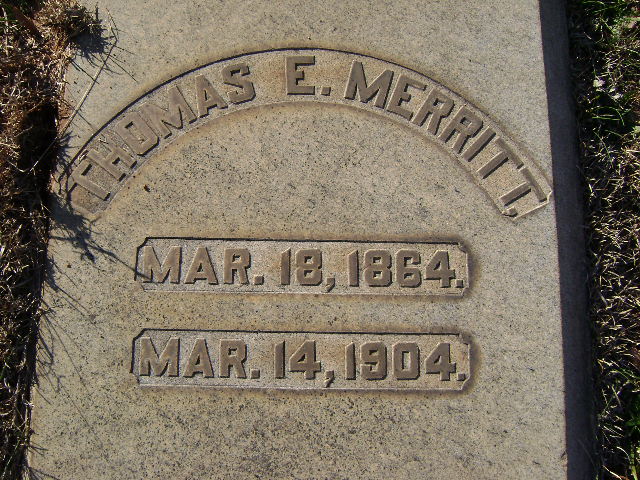 THOMAS E. MERRITT.
MAR. 18, 1864.
MAR. 14, 1904.